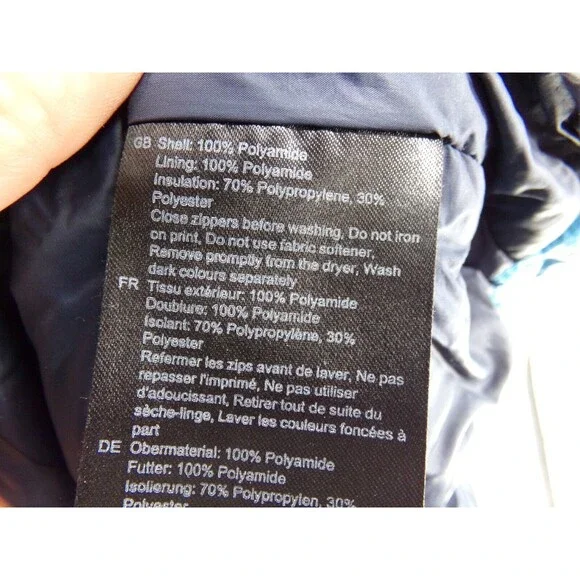 GB Shell: 100% Polyamide
Lining: 100% Polyamide
Insulation: 70% Polypropylene, 30%
Polyester
Close zippers before washing, Do not iron
on print, Do not use fabric softener,
Remove promptly from the dryer, Wash
dark colours separately
FR Tissu extérieur: 100% Polyamide
Doublure: 100% Polyamide
Isolant: 70% Polypropylène, 30%
Polyester
Refermer les zips avant de laver, Ne pas
repasser l'imprimé, Ne pas utiliser
d'adoucissant, Retirer tout de suite du
sèche-linge, Laver les couleurs foncées à
part
DE Obermaterial: 100% Polyamide
Futter: 100% Polyamide
Isolierung: 70% Polypropylen, 30%
Polyester